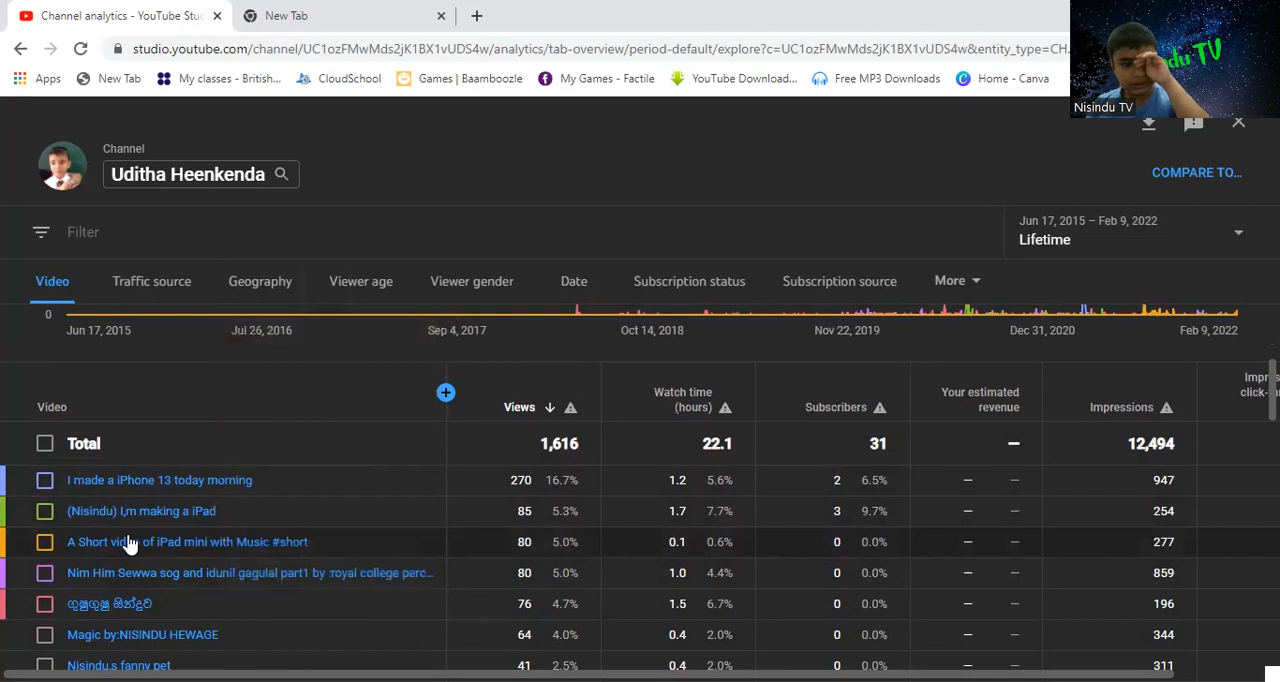 Channel analytics - YouTube Stu
New Tab
studio.youtube.com/channel/UC1ozFMwMds2jK1BX1vUDS4w/analytics/tab-overview/period-default/explore?c=UC1ozFMwMds2jK1BX1vUDS4w&entity_type=CH
Apps New Tab My classes - British... CloudSchool Games | Baamboozle My Games - Factile YouTube Download... Free MP3 Downloads Home - Canva
du TV
Nisindu TV
Channel
Uditha Heenkenda
COMPARE TO...
Filter
Jun 17, 2015 – Feb 9, 2022
Lifetime
Video Traffic source Geography Viewer age Viewer gender Date Subscription status Subscription source More
0
Jun 17, 2015 Jul 26, 2016 Sep 4, 2017 Oct 14, 2018 Nov 22, 2019 Dec 31, 2020 Feb 9, 2022
Video Views Watch time (hours) Subscribers Your estimated revenue Impressions Impres click-
Total 1,616 22.1 31 — 12,494
I made a iPhone 13 today morning 270 16.7% 1.2 5.6% 2 6.5% — — 947
(Nisindu) I,m making a iPad 85 5.3% 1.7 7.7% 3 9.7% — — 254
A Short video of iPad mini with Music #short 80 5.0% 0.1 0.6% 0 0.0% — — 277
Nim Him Sewwa sog and idunil gagulal part1 by royal college perc... 80 5.0% 1.0 4.4% 0 0.0% — — 859
76 4.7% 1.5 6.7% 0 0.0% — — 196
Magic by:NISINDU HEWAGE 64 4.0% 0.4 2.0% 0 0.0% — — 344
Nisindu,s fanny pet 41 2.5% 0.4 2.0% 0 0.0% — — 311